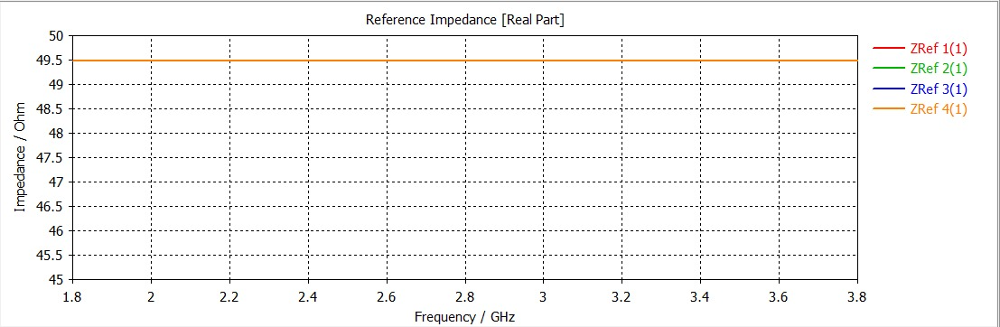 Reference Impedance [Real Part]
50
49.5
49
48.5
48
47.5
47
46.5
46
45.5
45
Impedance / Ohm
1.8 2 2.2 2.4 2.6 2.8 3 3.2 3.4 3.6 3.8
Frequency / GHz
ZRef 1(1)
ZRef 2(1)
ZRef 3(1)
ZRef 4(1)